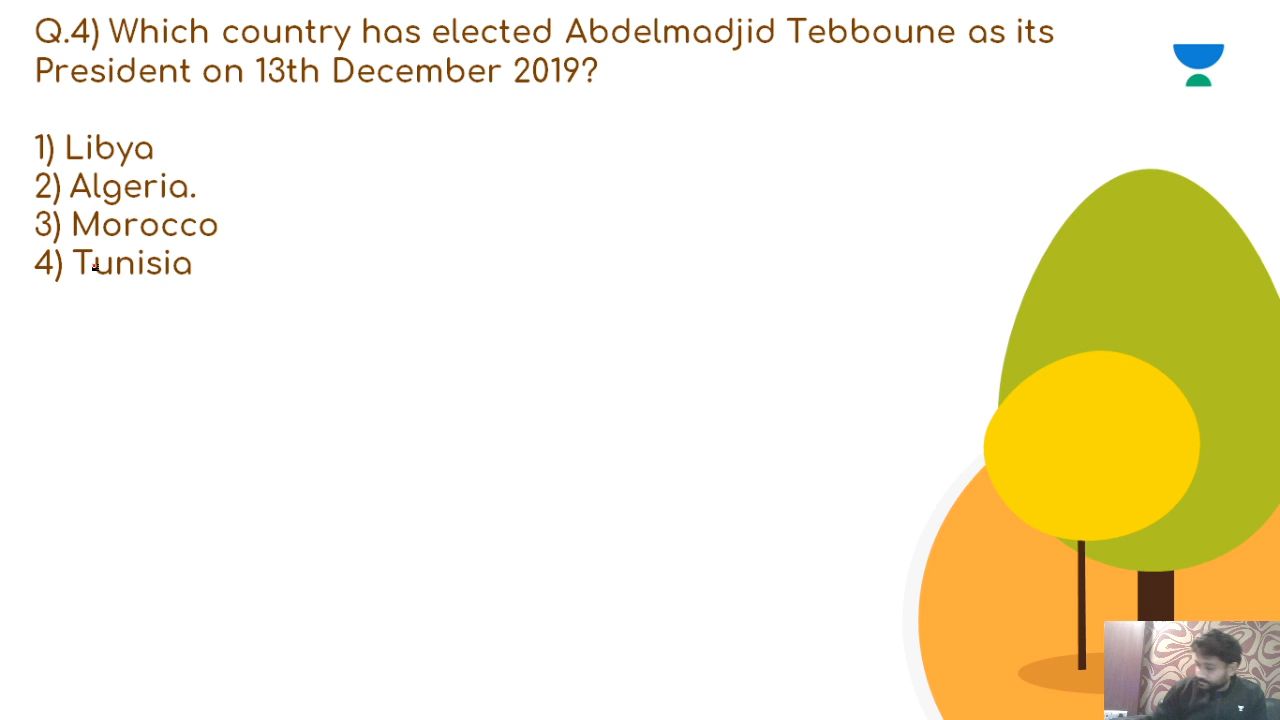 Q.4) Which country has elected Abdelmadjid Tebboune as its
President on 13th December 2019?
1) Libya
2) Algeria.
3) Morocco
4) Tunisia